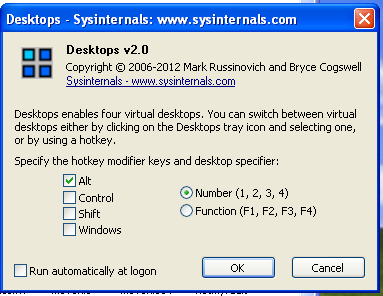 Desktops - Sysinternals: www.sysinternals.com
Desktops v2.0
Copyright © 2006-2012 Mark Russinovich and Bryce Cogswell
Sysinternals - www.sysinternals.com
Desktops enables four virtual desktops. You can switch between virtual
desktops either by clicking on the Desktops tray icon and selecting one,
or by using a hotkey.
Specify the hotkey modifier keys and desktop specifier:
Alt
Control
Shift
Windows
Number (1, 2, 3, 4)
Function (F1, F2, F3, F4)
Run automatically at logon
OK
Cancel